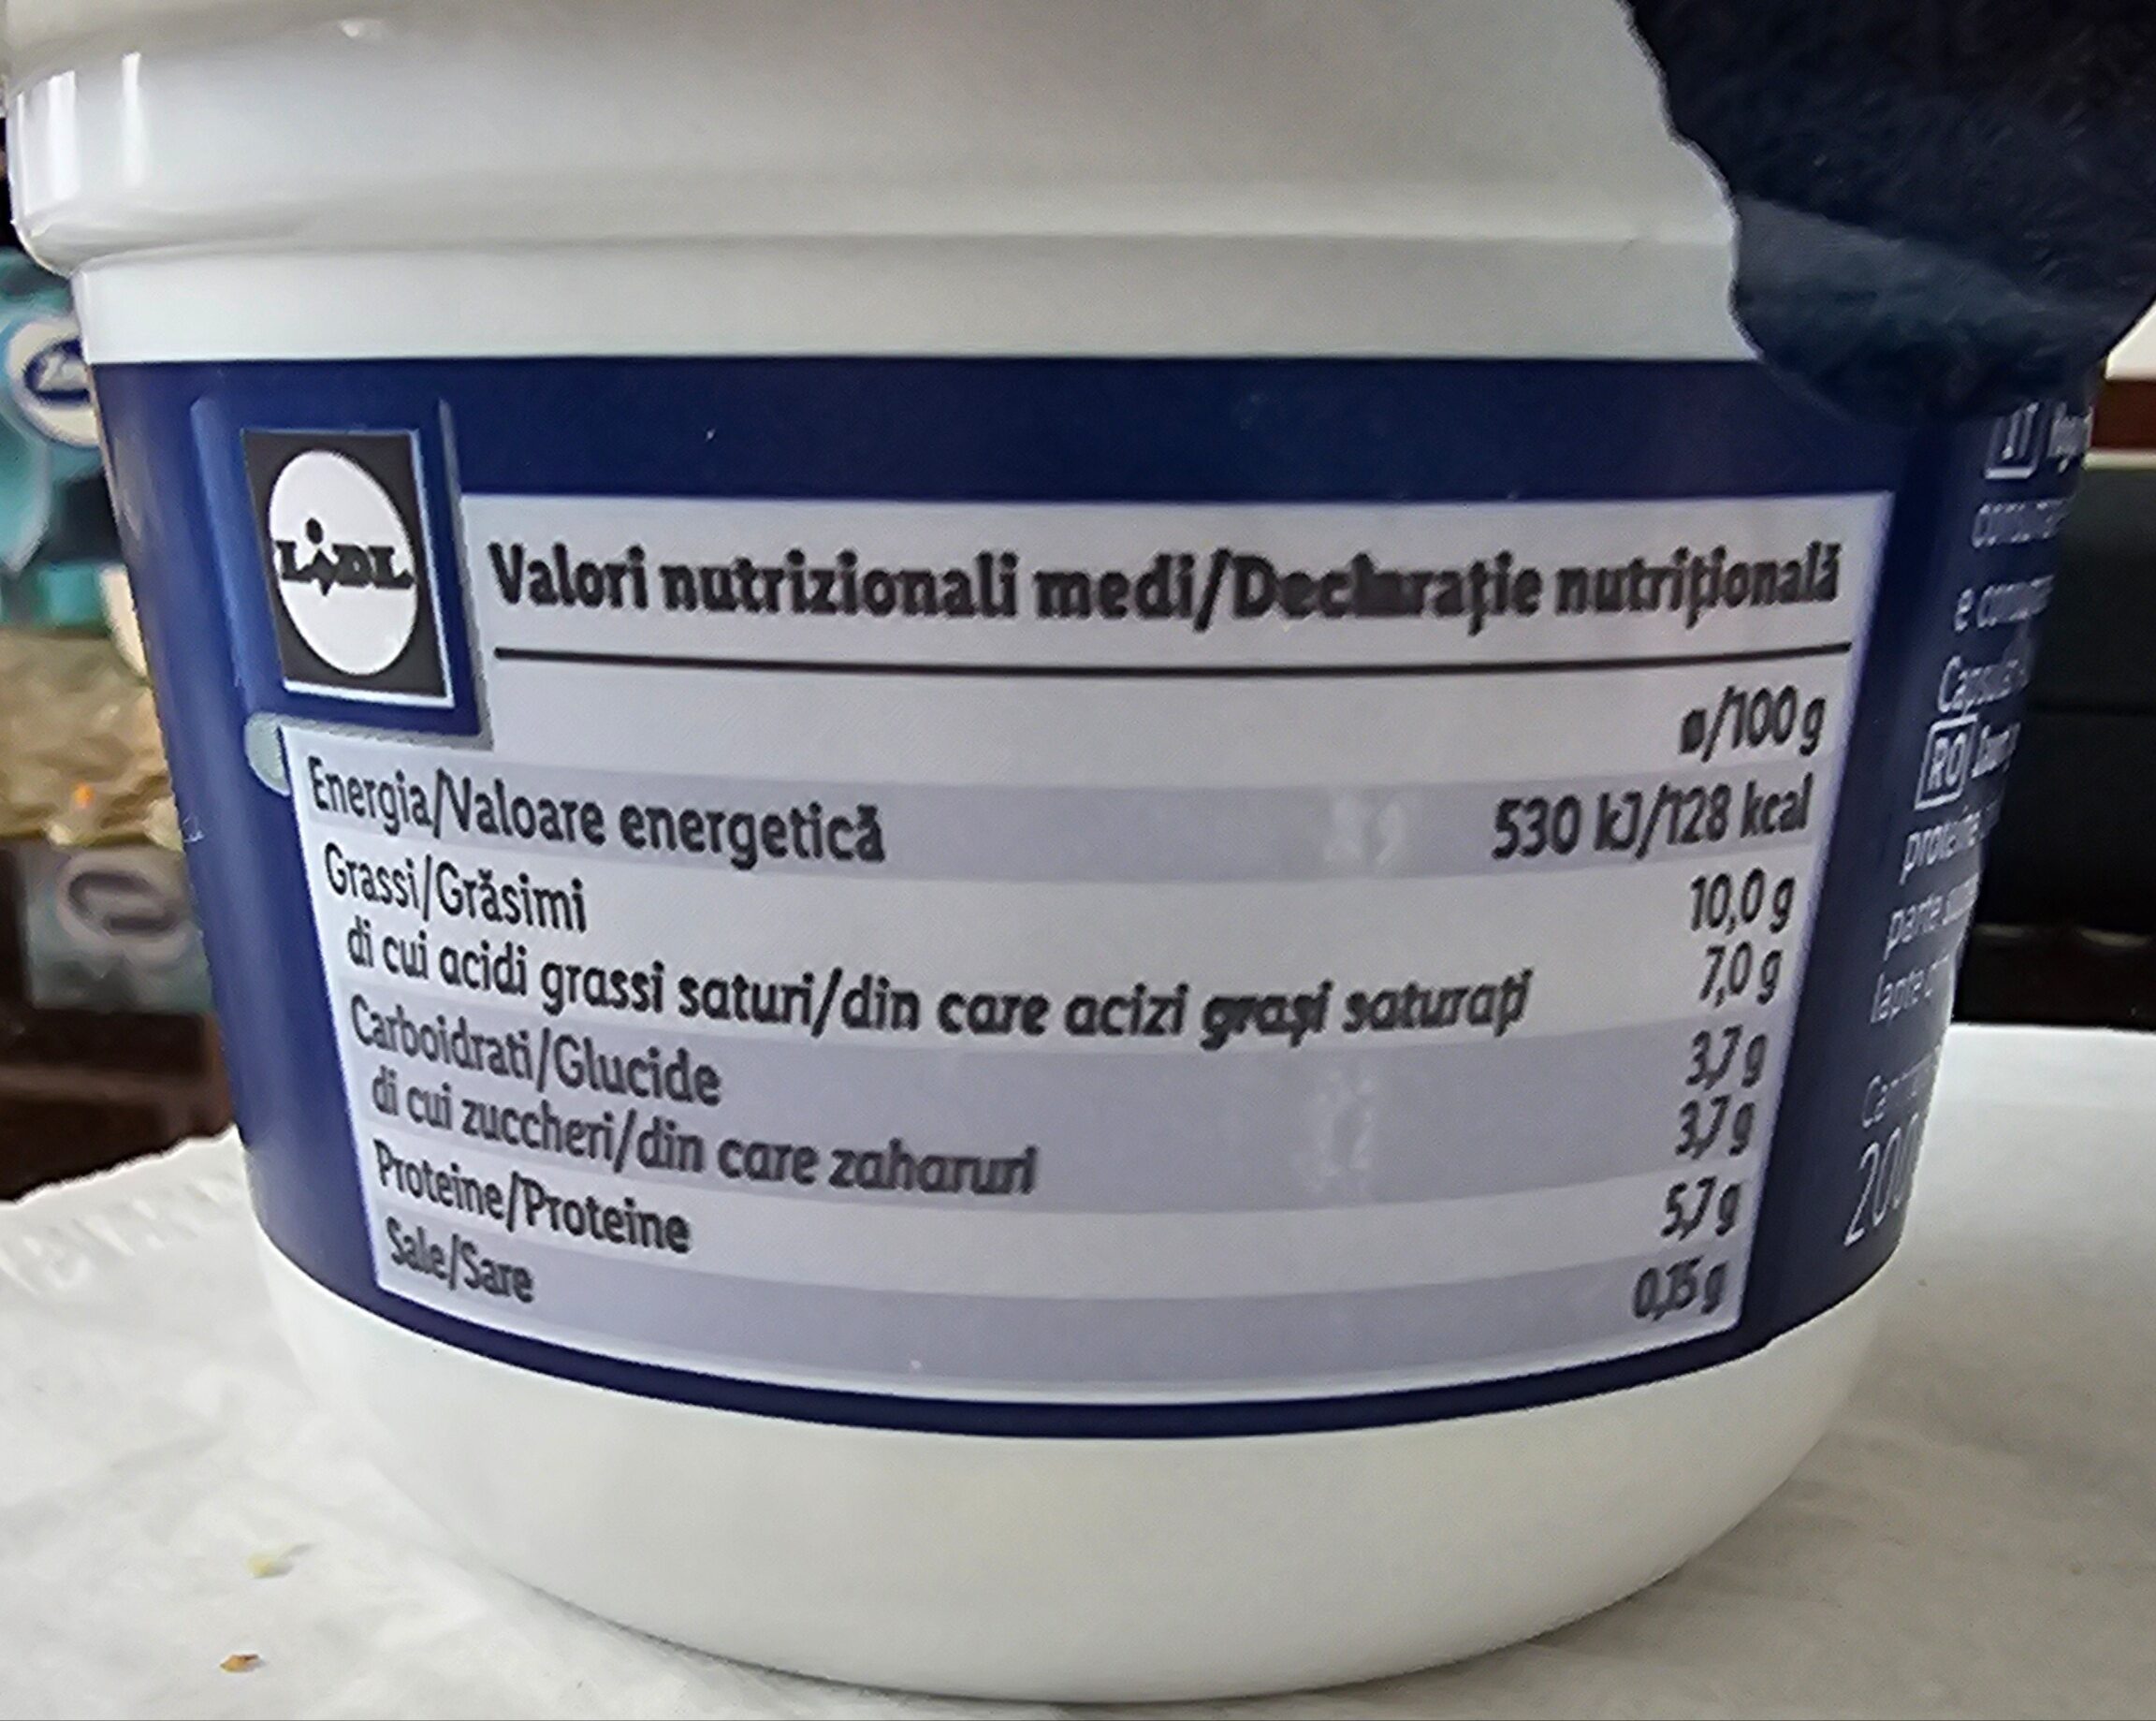 LIDL
Valori nutrizionali medi/Declarație nutrițională
ø/100 g
Energia/Valoare energetică 530 kJ/128 kcal
Grassi/Grăsimi 10,0 g
di cui acidi grassi saturi/din care acizi grași saturați 7,0 g
Carboidrati/Glucide 3,7 g
di cui zuccheri/din care zaharuri 3,7 g
Proteine/Proteine 5,7 g
Sale/Sare 0,15 g
IT
e
RO
200